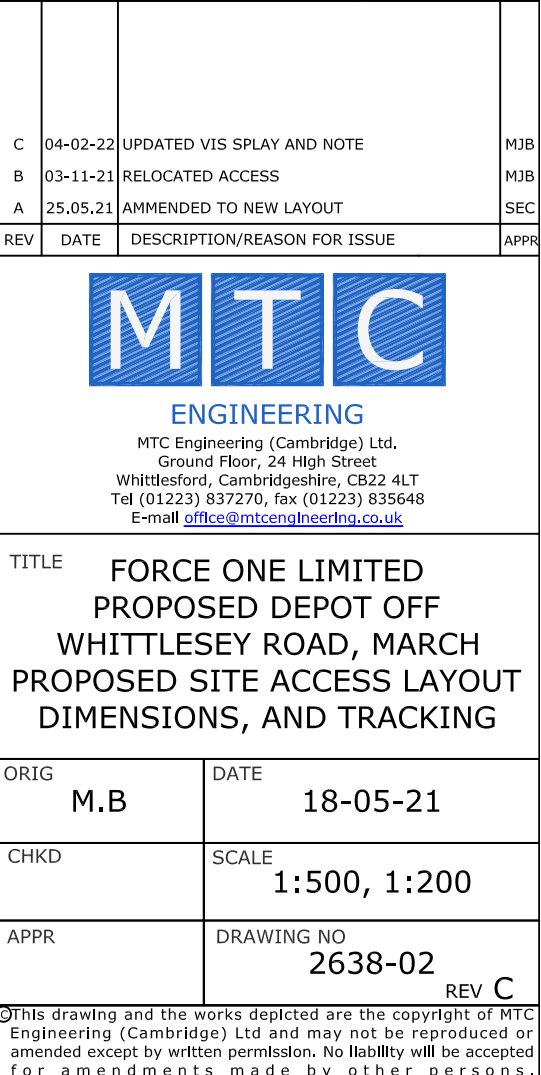 C 04-02-22 UPDATED VIS SPLAY AND NOTE MJB
B 03-11-21 RELOCATED ACCESS MJB
A 25.05.21 AMMENDED TO NEW LAYOUT SEC
REV DATE DESCRIPTION/REASON FOR ISSUE APPR
MTC
ENGINEERING
MTC Engineering (Cambridge) Ltd.
Ground Floor, 24 High Street
Whittlesford, Cambridgeshire, CB22 4LT
Tel (01223) 837270, fax (01223) 835648
E-mail office@mtcengineering.co.uk
TITLE FORCE ONE LIMITED
PROPOSED DEPOT OFF
WHITTLESEY ROAD, MARCH
PROPOSED SITE ACCESS LAYOUT
DIMENSIONS, AND TRACKING
ORIG DATE
M.B 18-05-21
CHKD SCALE
1:500, 1:200
APPR DRAWING NO
2638-02
REV C
©This drawing and the works depicted are the copyright of MTC
Engineering (Cambridge) Ltd and may not be reproduced or
amended except by written permission. No liability will be accepted
for amendments made by other persons.